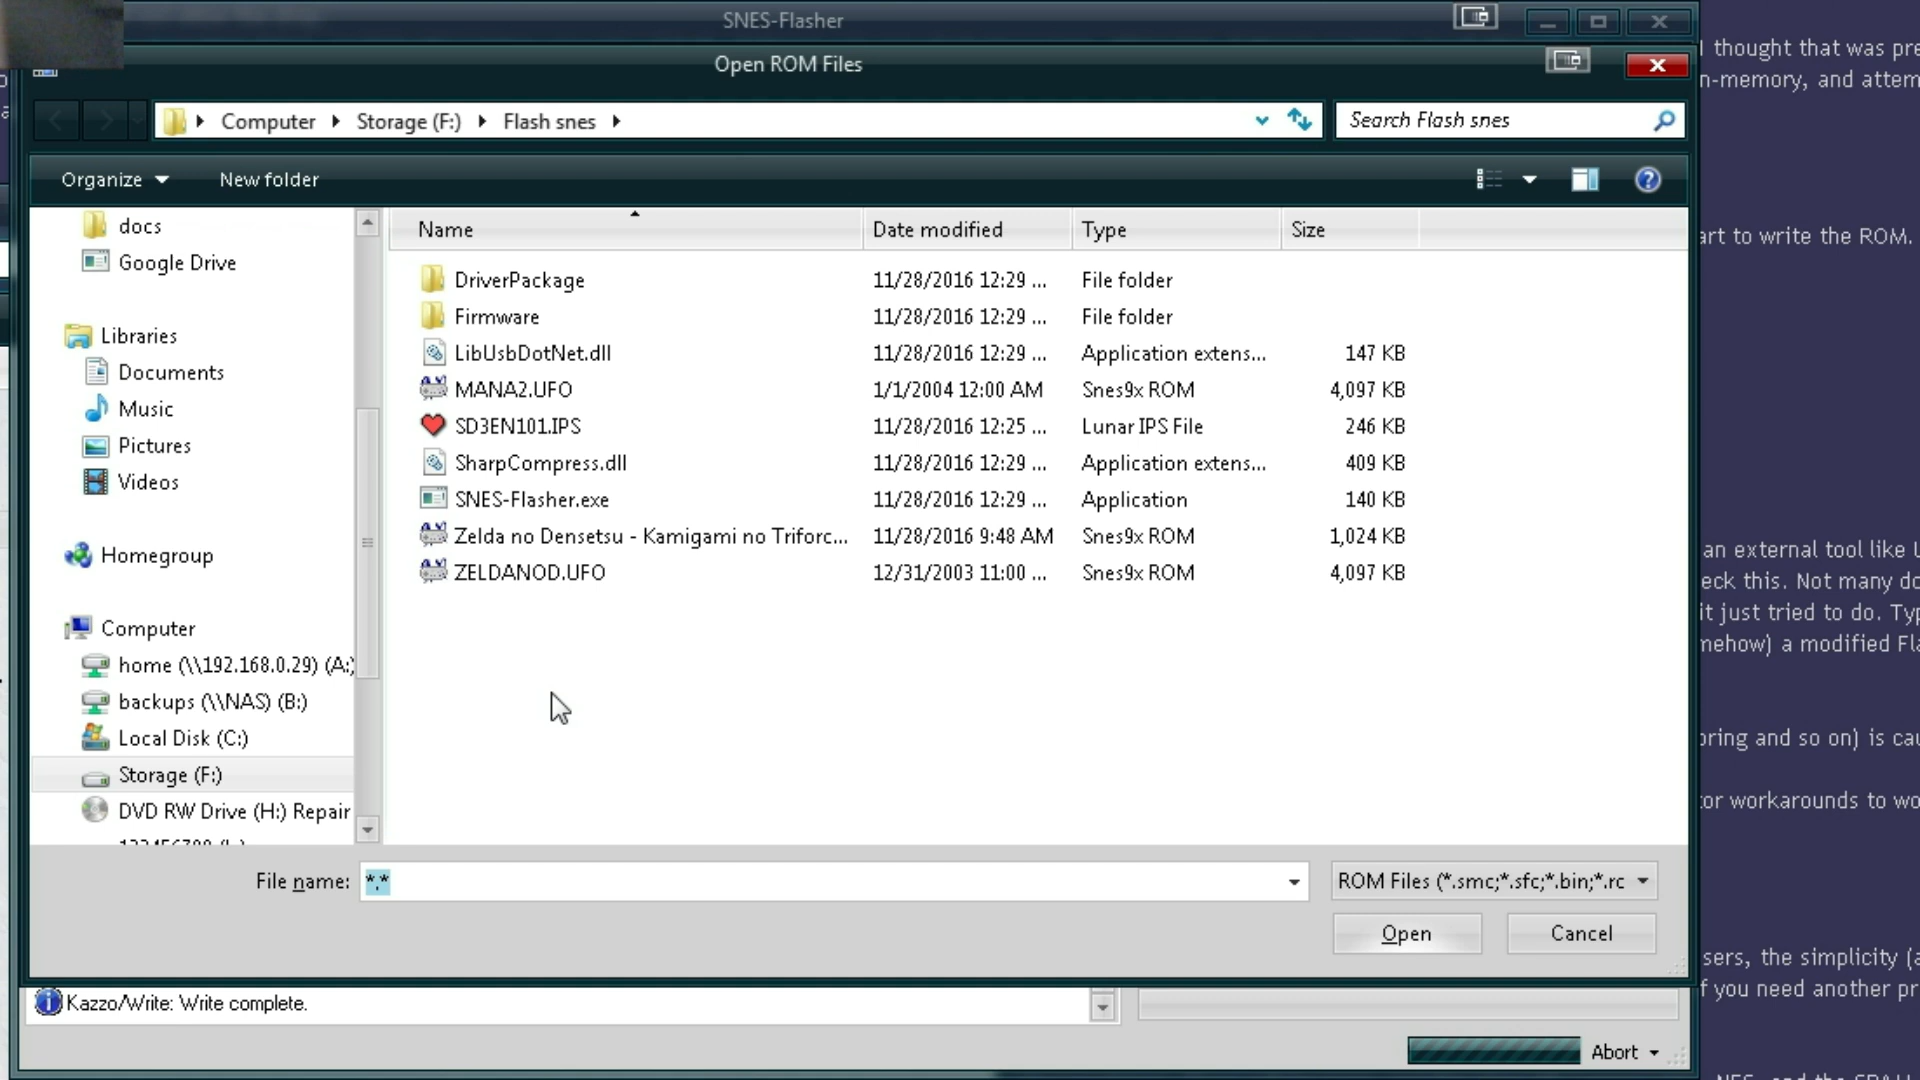 SNES-Flasher
Open ROM Files
Computer Storage (F:) Flash snes
Search Flash snes
Organize New folder
docs
Google Drive
Libraries
Documents
Music
Pictures
Videos
Homegroup
Computer
home (\\192.168.0.29) (A:)
backups (\\NAS) (B:)
Local Disk (C:)
Storage (F:)
DVD RW Drive (H:) Repair
Name Date modified Type Size
DriverPackage 11/28/2016 12:29 ... File folder
Firmware 11/28/2016 12:29 ... File folder
LibUsbDotNet.dll 11/28/2016 12:29 ... Application extens... 147 KB
MANA2.UFO 1/1/2004 12:00 AM Snes9x ROM 4,097 KB
SD3EN101.IPS 11/28/2016 12:25 ... Lunar IPS File 246 KB
SharpCompress.dll 11/28/2016 12:29 ... Application extens... 409 KB
SNES-Flasher.exe 11/28/2016 12:29 ... Application 140 KB
Zelda no Densetsu - Kamigami no Triforc... 11/28/2016 9:48 AM Snes9x ROM 1,024 KB
ZELDANOD.UFO 12/31/2003 11:00 ... Snes9x ROM 4,097 KB
File name: *.* ROM Files (*.smc;*.sfc;*.bin;*.rc
Open Cancel
Kazzo/Write: Write complete.
Abort
I thought that was pre
n-memory, and attem
art to write the ROM.
an external tool like U
eck this. Not many do
it just tried to do. Typ
mehow) a modified Fla
oring and so on) is cau
or workarounds to wo
sers, the simplicity (a
f you need another pr